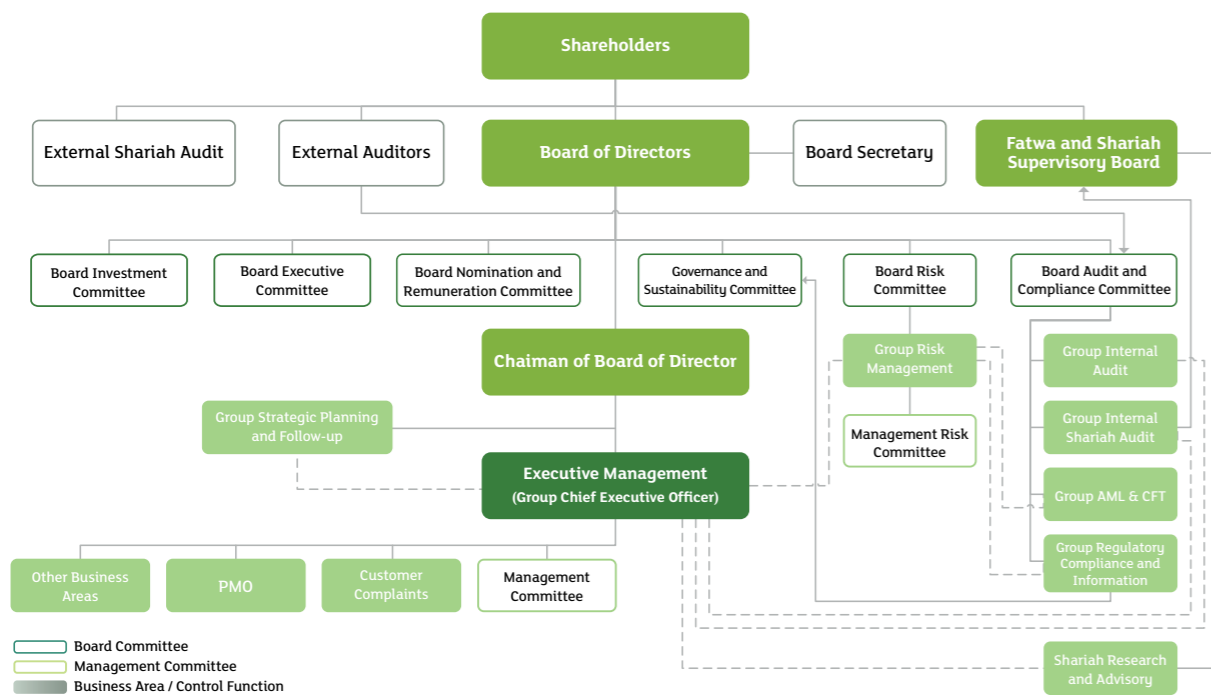 Shareholders
External Shariah Audit
External Auditors
Board of Directors
Board Secretary
Fatwa and Shariah
Supervisory Board
Board Investment
Committee
Board Executive
Committee
Board Nomination and
Remuneration Committee
Governance and
Sustainability Committee
Board Risk
Committee
Board Audit and
Compliance Committee
Chaiman of Board of Director
Group Risk
Management
Group Internal
Audit
Group Strategic Planning
and Follow-up
Management Risk
Committee
Group Internal
Shariah Audit
Executive Management
(Group Chief Executive Officer)
Group AML & CFT
Group Regulatory
Compliance and
Information
Other Business
Areas
PMO
Customer
Complaints
Management
Committee
Shariah Research
and Advisory
Board Committee
Management Committee
Business Area / Control Function